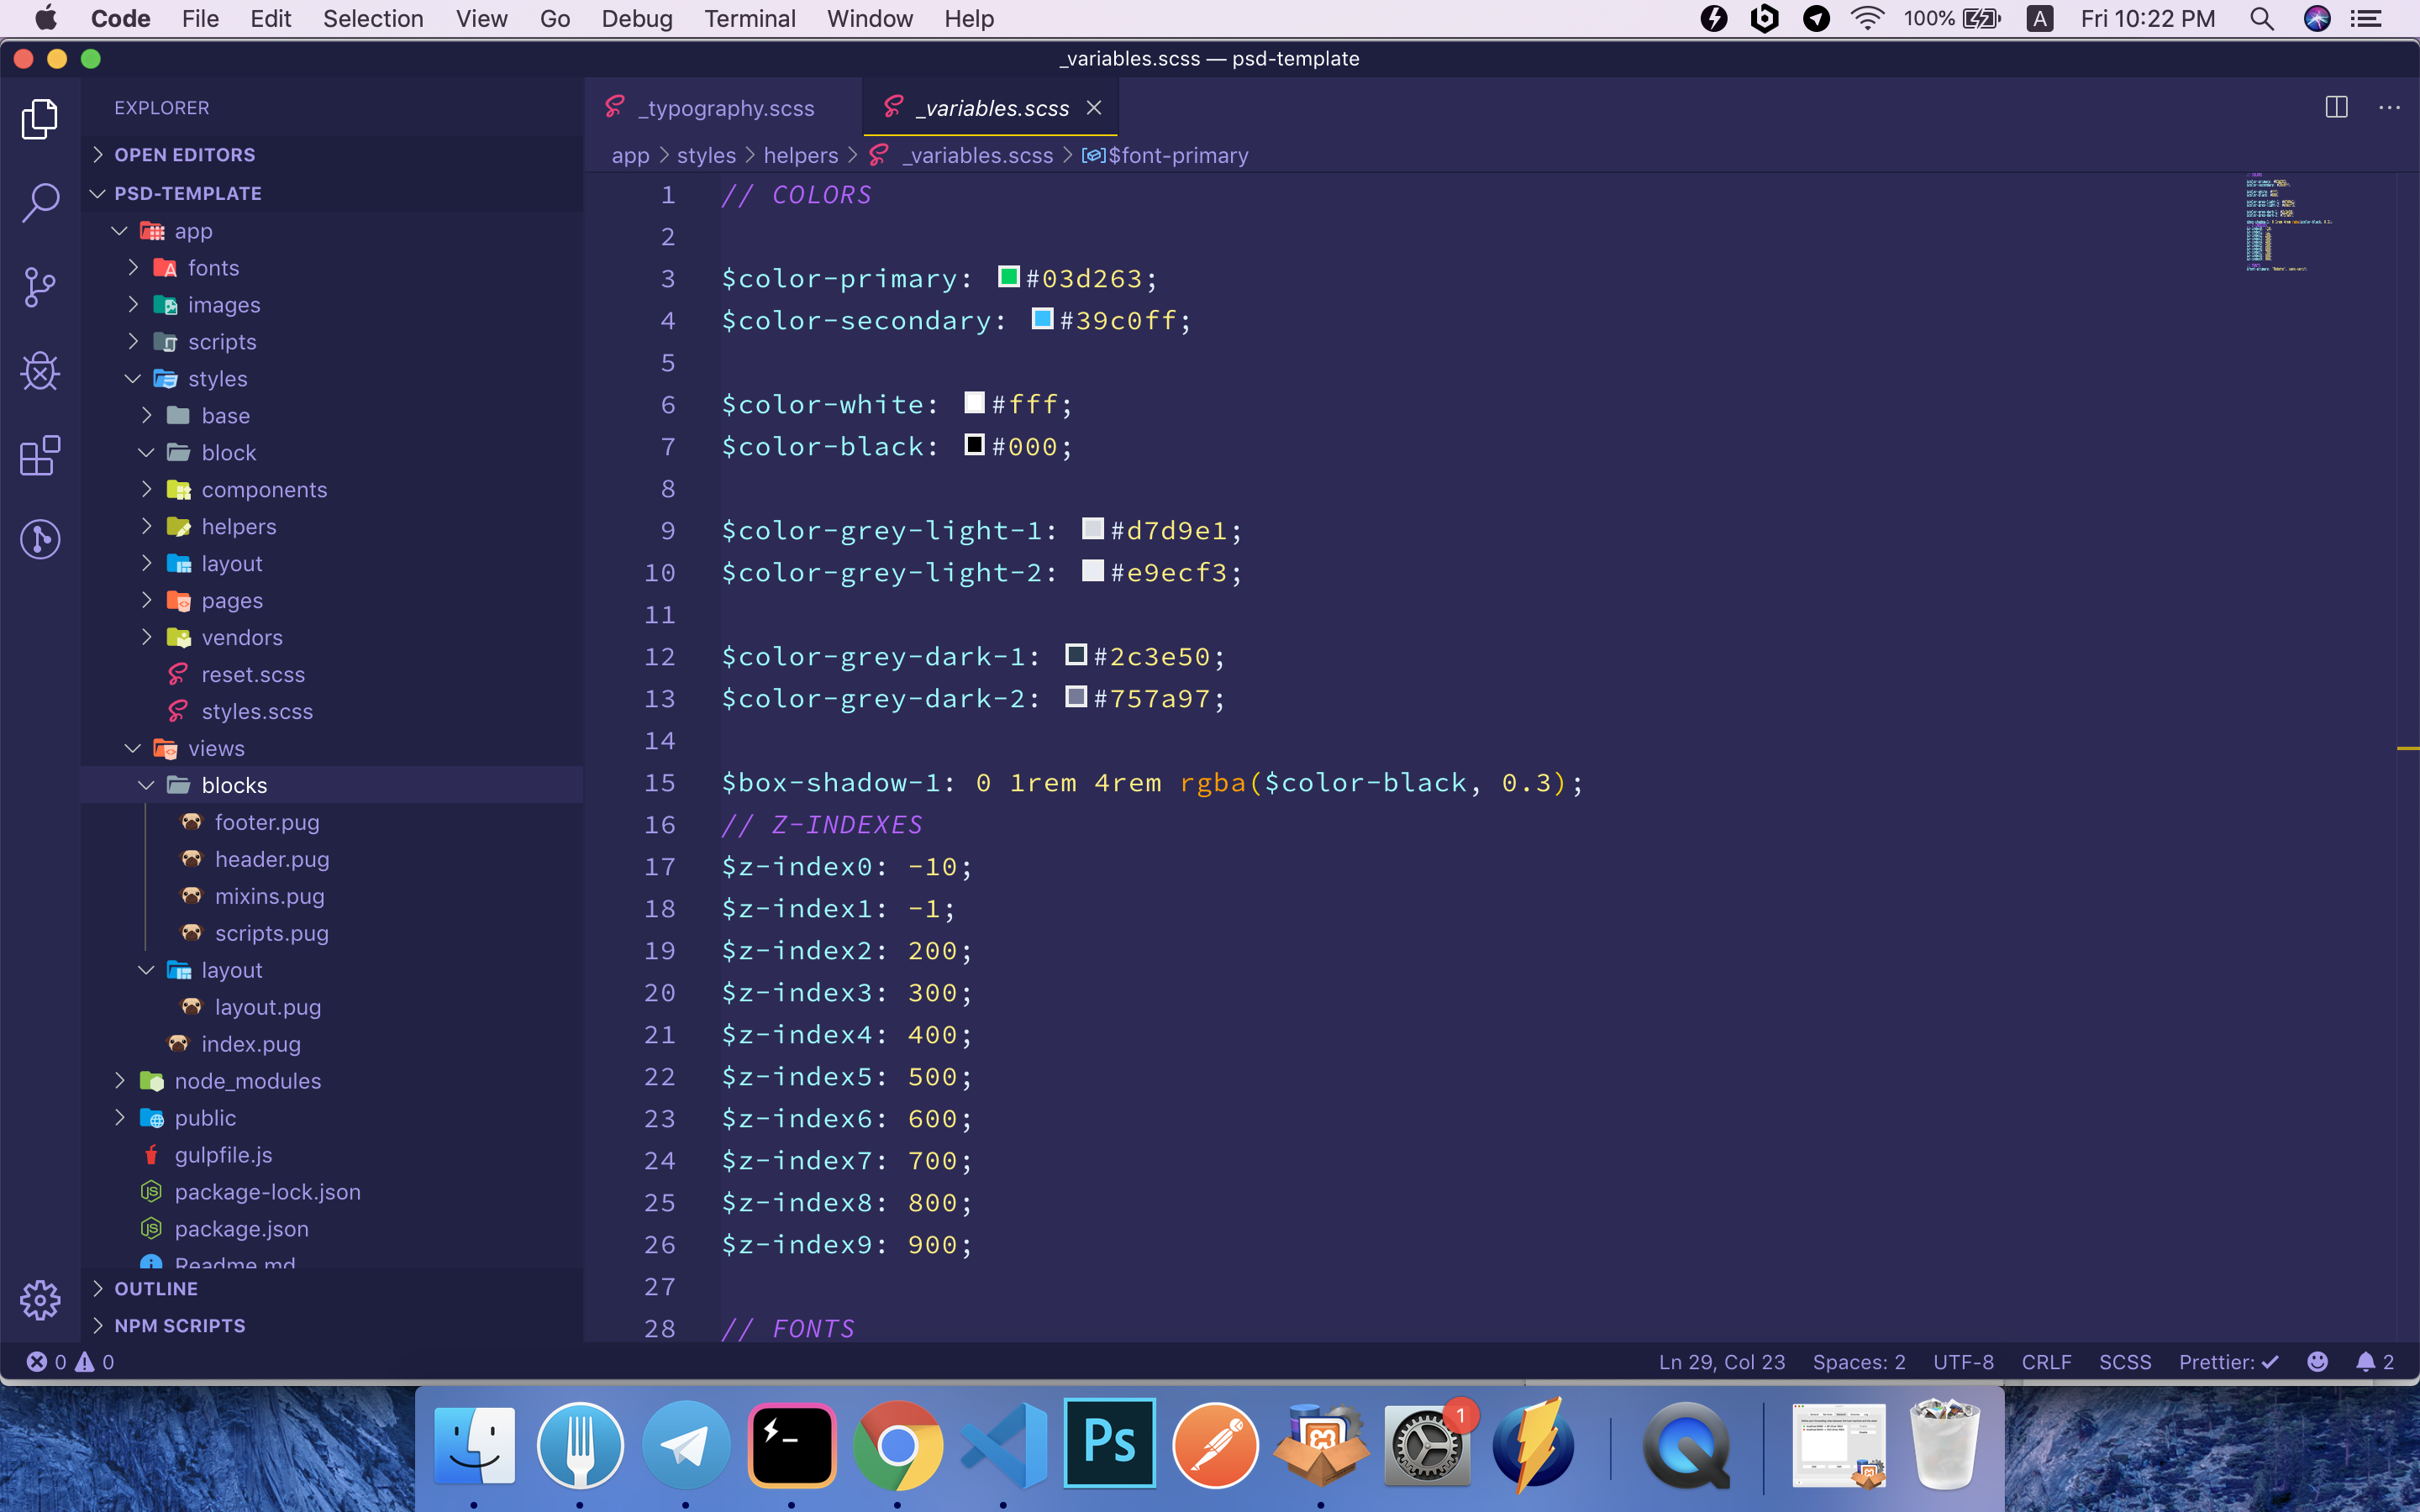 Code File Edit Selection View Go Debug Terminal Window Help 100% A Fri 10:22 PM
_variables.scss — psd-template
EXPLORER
OPEN EDITORS
PSD-TEMPLATE
app
fonts
images
scripts
styles
base
block
components
helpers
layout
pages
vendors
reset.scss
styles.scss
views
blocks
footer.pug
header.pug
mixins.pug
scripts.pug
layout
layout.pug
index.pug
node_modules
public
gulpfile.js
package-lock.json
package.json
Readme.md
OUTLINE
NPM SCRIPTS
_typography.scss _variables.scss
app > styles > helpers > _variables.scss > $font-primary
1 // COLORS
2
3 $color-primary: #03d263;
4 $color-secondary: #39c0ff;
5
6 $color-white: #fff;
7 $color-black: #000;
8
9 $color-grey-light-1: #d7d9e1;
10 $color-grey-light-2: #e9ecf3;
11
12 $color-grey-dark-1: #2c3e50;
13 $color-grey-dark-2: #757a97;
14
15 $box-shadow-1: 0 1rem 4rem rgba($color-black, 0.3);
16 // Z-INDEXES
17 $z-index0: -10;
18 $z-index1: -1;
19 $z-index2: 200;
20 $z-index3: 300;
21 $z-index4: 400;
22 $z-index5: 500;
23 $z-index6: 600;
24 $z-index7: 700;
25 $z-index8: 800;
26 $z-index9: 900;
27
28 // FONTS
0 0 Ln 29, Col 23 Spaces: 2 UTF-8 CRLF SCSS Prettier: ✓ 2
Ps 1